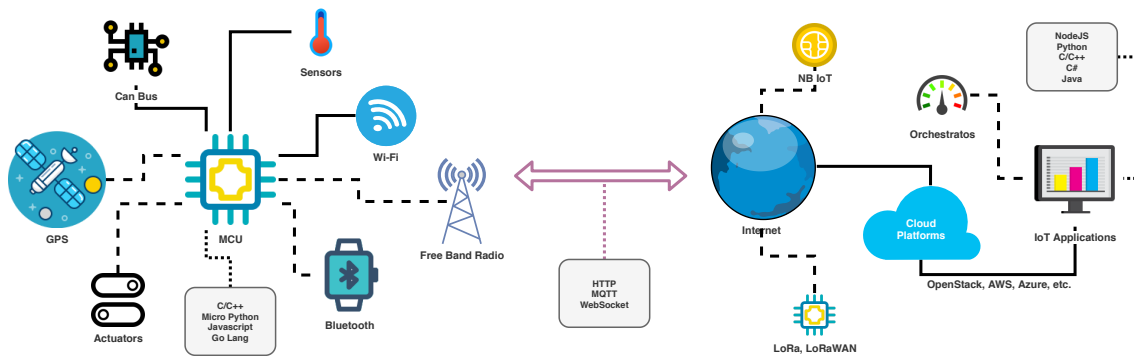 Can Bus
Sensors
Wi-Fi
GPS
MCU
Free Band Radio
Actuators
C/C++
Micro Python
Javascript
Go Lang
Bluetooth
HTTP
MQTT
WebSocket
NB IoT
Internet
LoRa, LoRaWAN
Orchestratos
Cloud
Platforms
OpenStack, AWS, Azure, etc.
IoT Applications
NodeJS
Python
C/C++
C#
Java